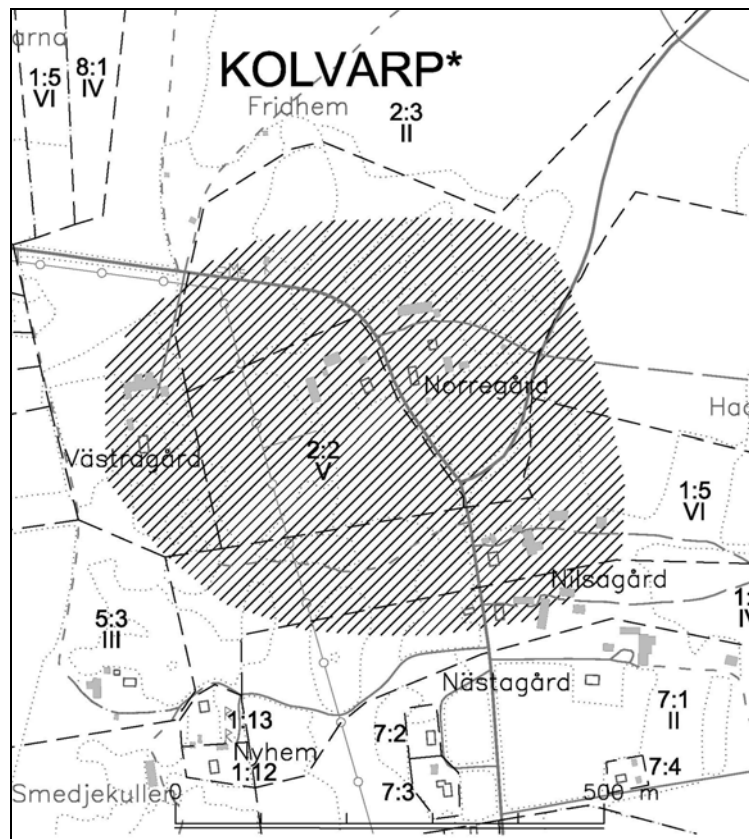 arna
1:5
VI
8:1
IV
KOLVARP*
Fridhem
2:3
II
Norregård
Västragård
2:2
V
1:5
VI
Nilsagård
5:3
III
Nästagård
7:1
II
1:13
Nyhem
1:12
7:2
7:3
7:4
Smedjekullen
0
500 m